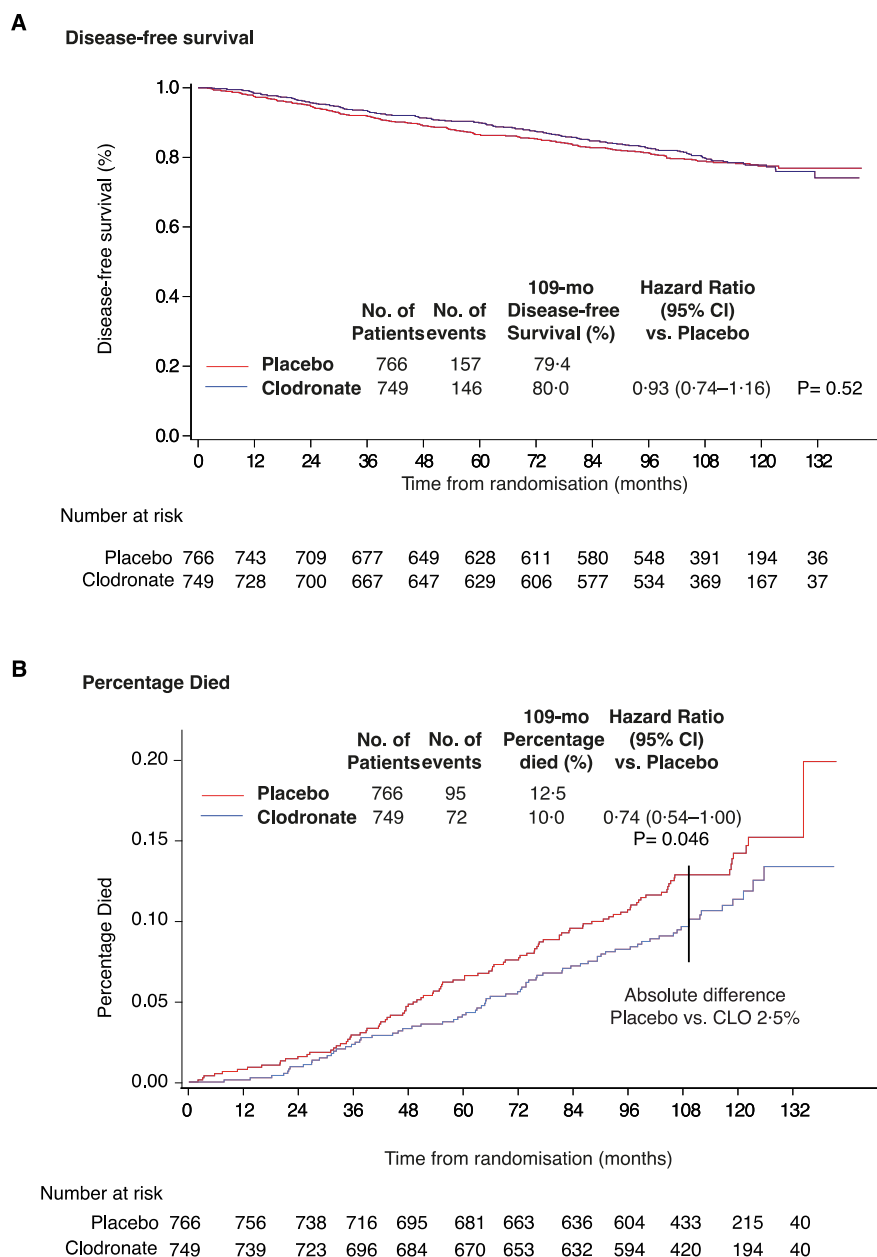 A
Disease-free survival
1.0
0.8
0.6
0.4
0.2
0.0
Disease-free survival (%)
109-mo Hazard Ratio
No. of No. of Disease-free (95% CI)
Patients events Survival (%) vs. Placebo
Placebo 766 157 79·4
Clodronate 749 146 80·0 0·93 (0·74–1·16) P= 0.52
0 12 24 36 48 60 72 84 96 108 120 132
Time from randomisation (months)
Number at risk
Placebo 766 743 709 677 649 628 611 580 548 391 194 36
Clodronate 749 728 700 667 647 629 606 577 534 369 167 37
B
Percentage Died
0.20
0.15
0.10
0.05
0.00
Percentage Died
109-mo Hazard Ratio
No. of No. of Percentage (95% CI)
Patients events died (%) vs. Placebo
Placebo 766 95 12·5
Clodronate 749 72 10·0 0·74 (0·54–1·00)
P= 0.046
Absolute difference
Placebo vs. CLO 2·5%
0 12 24 36 48 60 72 84 96 108 120 132
Time from randomisation (months)
Number at risk
Placebo 766 756 738 716 695 681 663 636 604 433 215 40
Clodronate 749 739 723 696 684 670 653 632 594 420 194 40